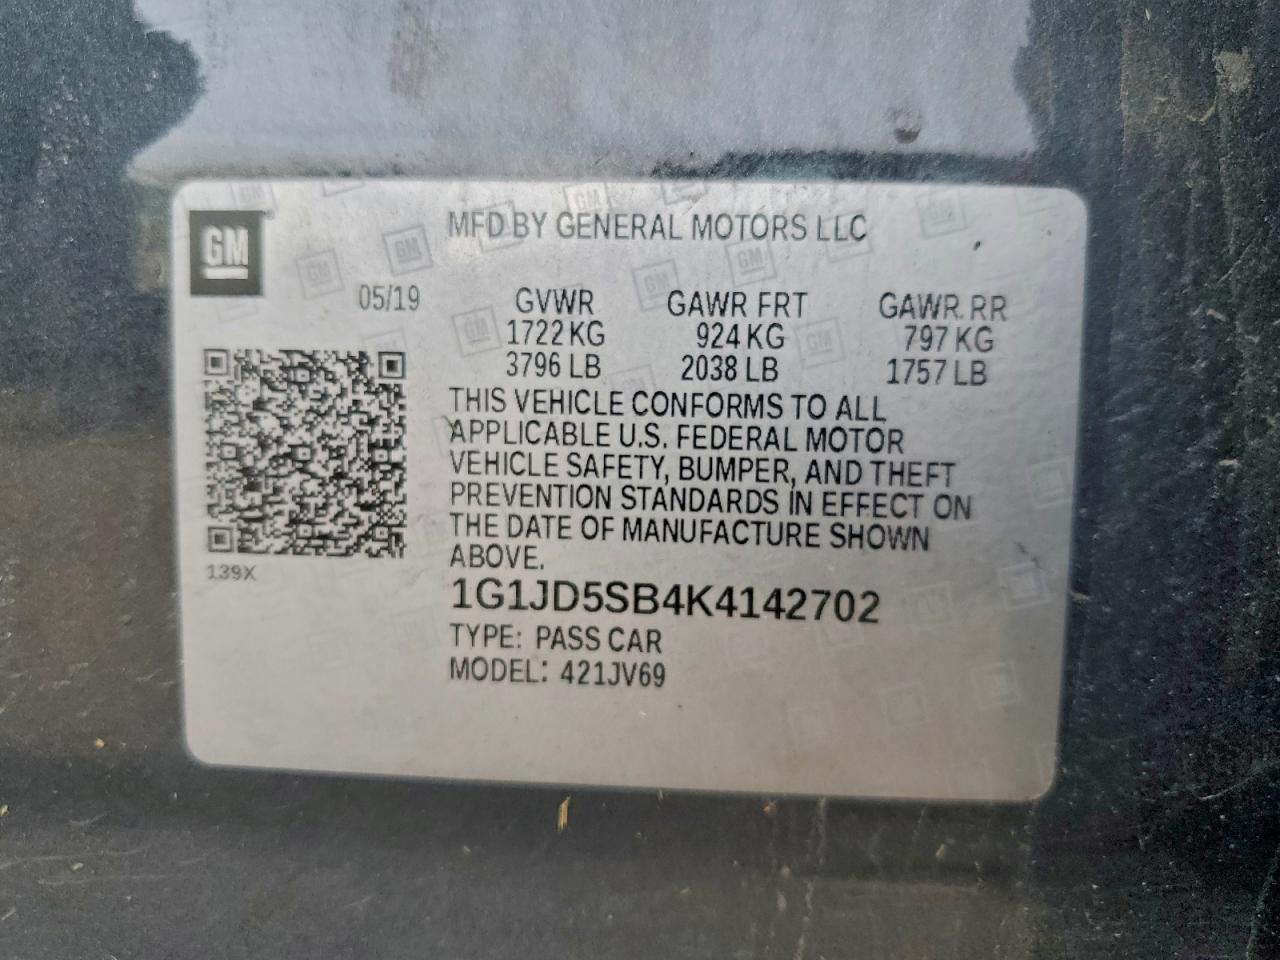 GM
MFD BY GENERAL MOTORS LLC
05/19
GVWR GAWR FRT GAWR RR
1722 KG 924 KG 797 KG
3796 LB 2038 LB 1757 LB
THIS VEHICLE CONFORMS TO ALL
APPLICABLE U.S. FEDERAL MOTOR
VEHICLE SAFETY, BUMPER, AND THEFT
PREVENTION STANDARDS IN EFFECT ON
THE DATE OF MANUFACTURE SHOWN
ABOVE.
139X
1G1JD5SB4K4142702
TYPE: PASS CAR
MODEL: 421JV69